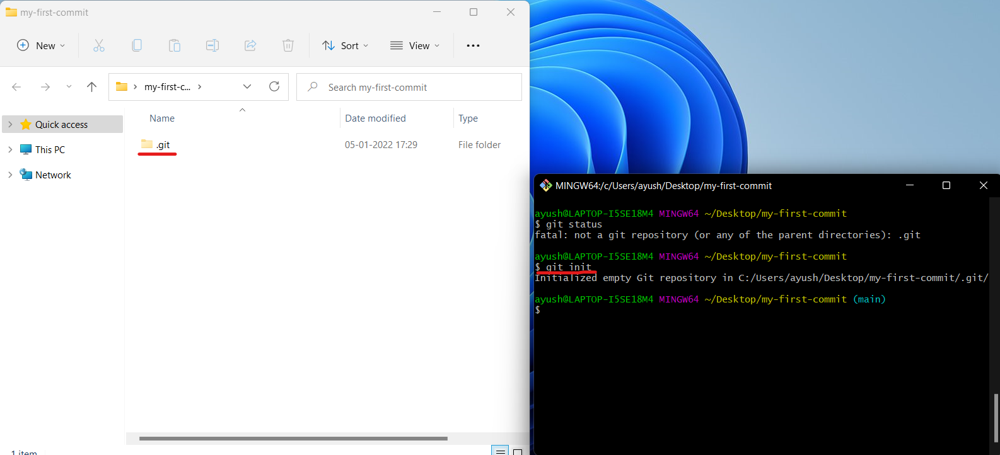 my-first-commit
New
Sort
View
my-first-c...
Search my-first-commit
Name
Date modified
Type
Quick access
.git
05-01-2022 17:29
File folder
This PC
Network
1 item
MINGW64:/c/Users/ayush/Desktop/my-first-commit
ayush@LAPTOP-I5SE18M4 MINGW64 ~/Desktop/my-first-commit
$ git status
fatal: not a git repository (or any of the parent directories): .git
ayush@LAPTOP-I5SE18M4 MINGW64 ~/Desktop/my-first-commit
$ git init
Initialized empty Git repository in C:/Users/ayush/Desktop/my-first-commit/.git/
ayush@LAPTOP-I5SE18M4 MINGW64 ~/Desktop/my-first-commit (main)
$